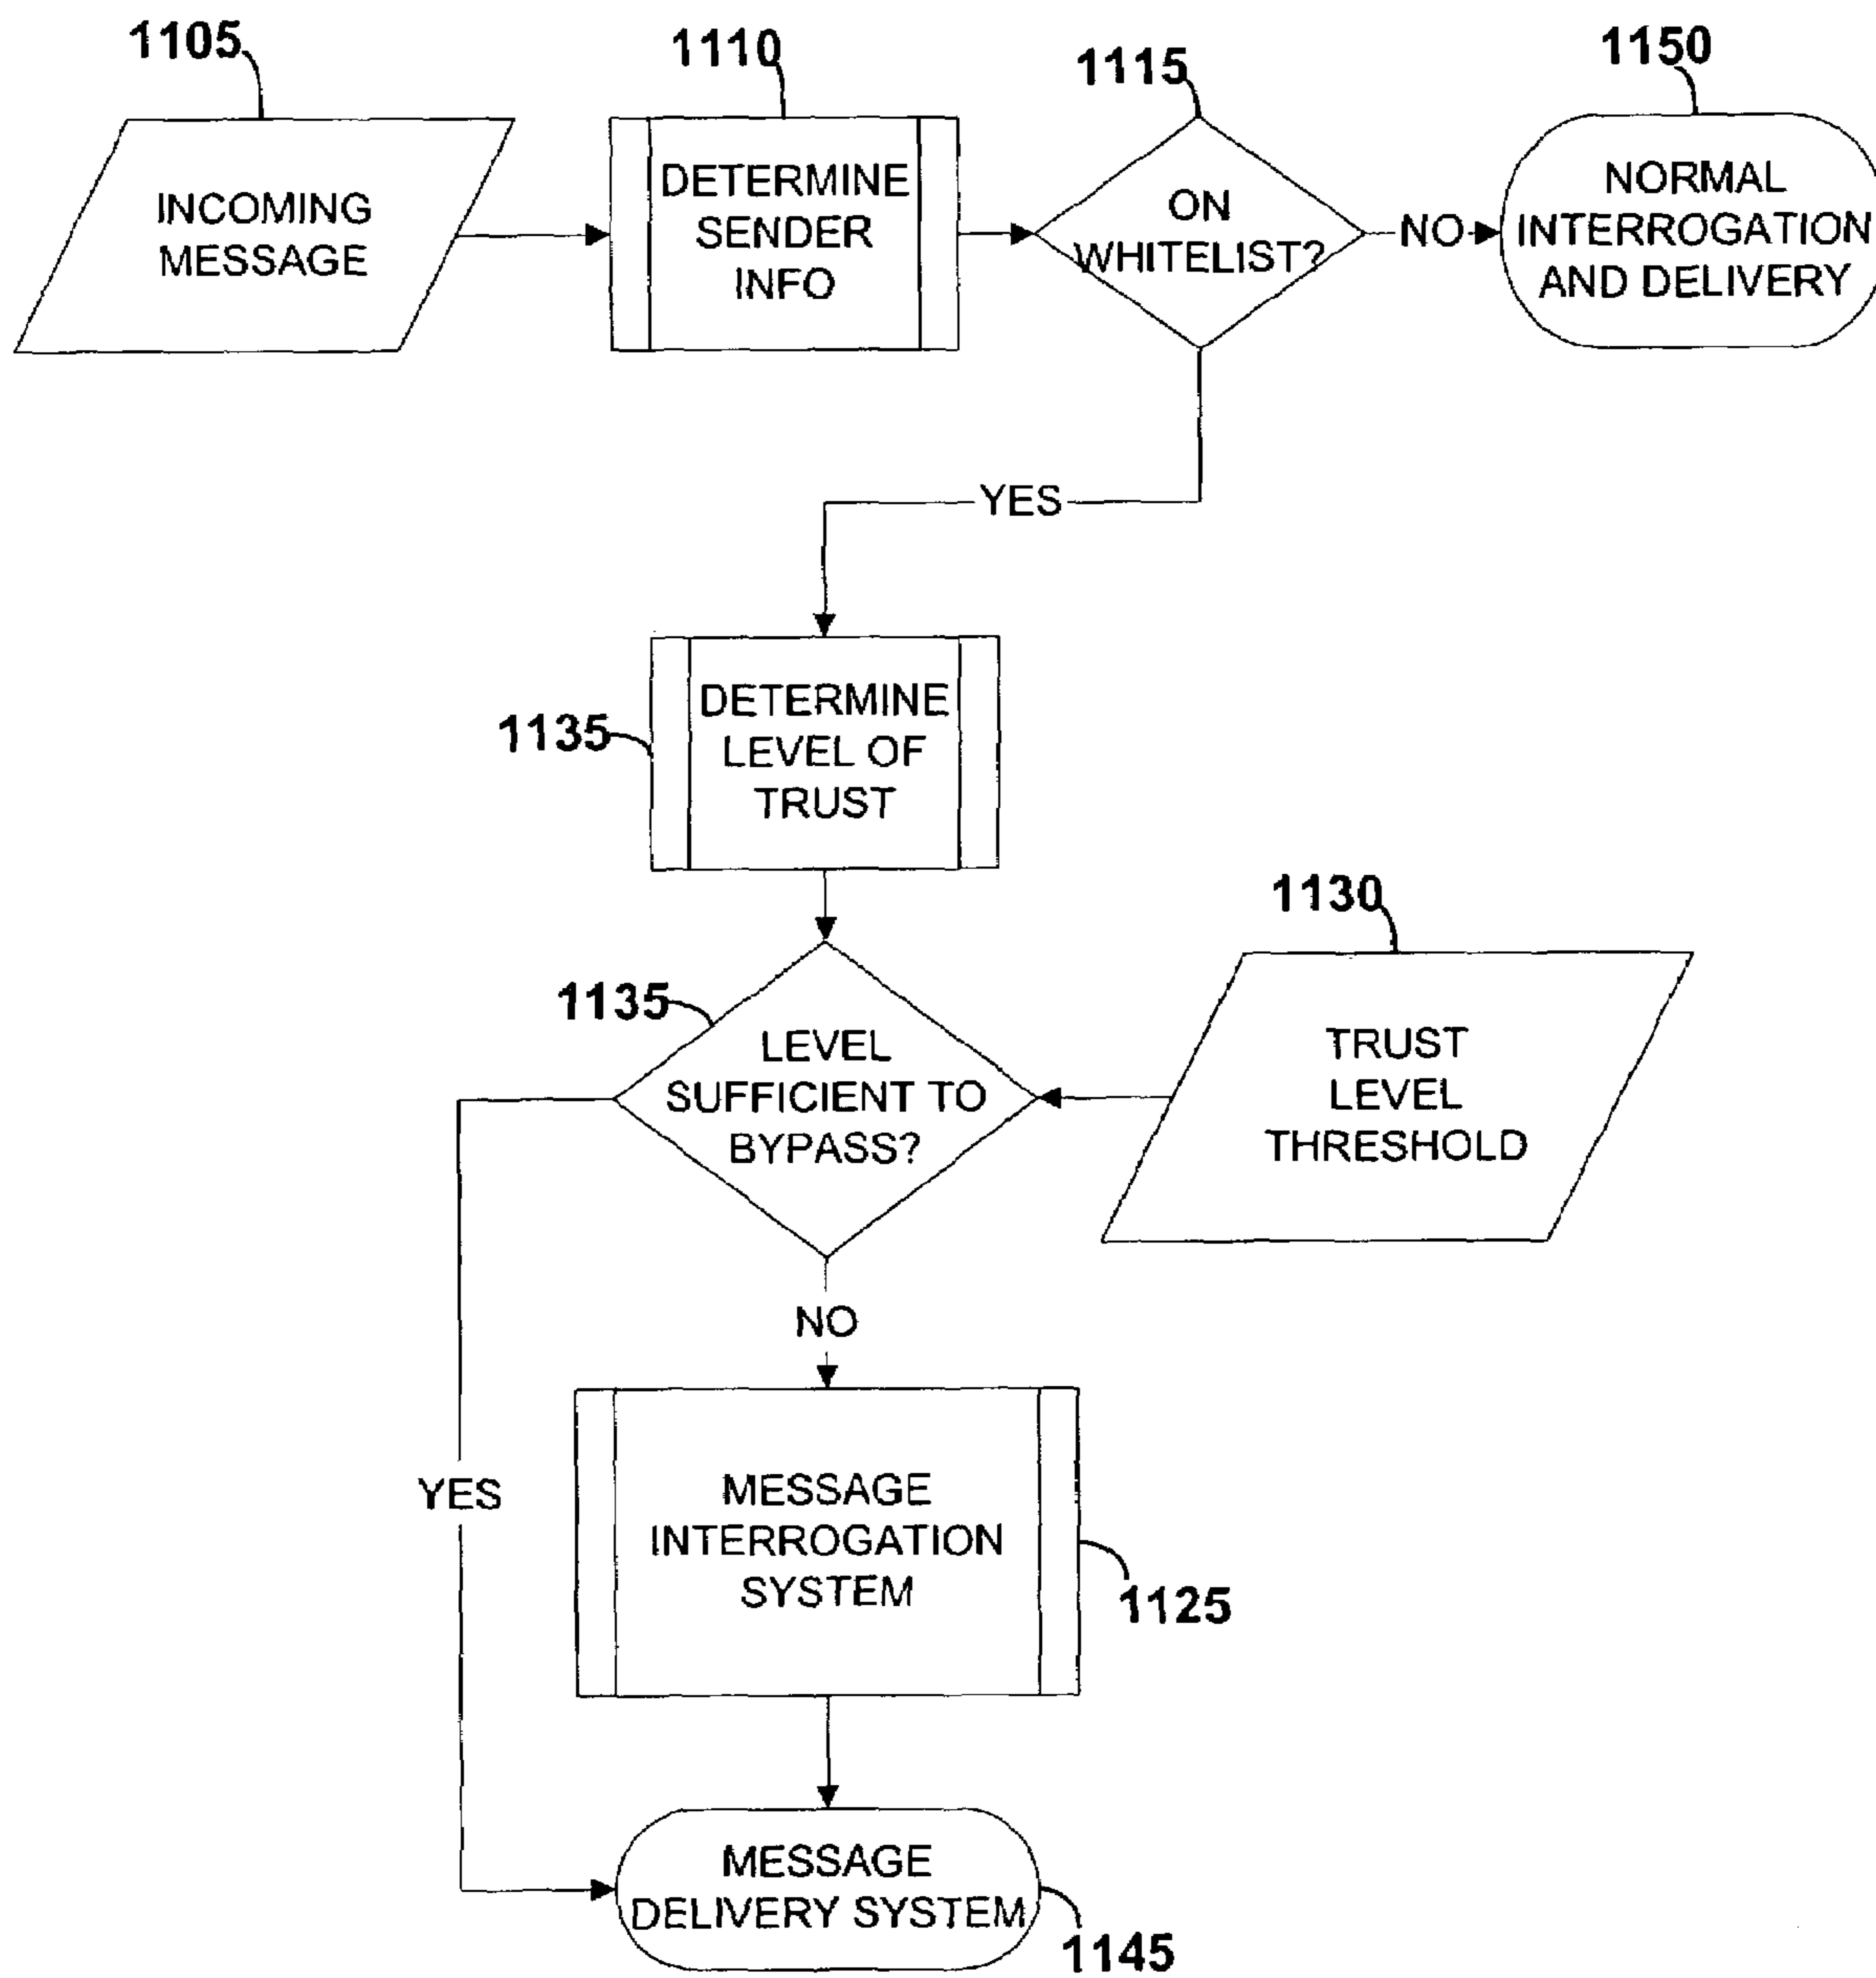 1105
1110
1115
1150
INCOMING
MESSAGE
DETERMINE
SENDER
INFO
ON
WHITELIST?
NO
NORMAL
INTERROGATION
AND DELIVERY
YES
1135
DETERMINE
LEVEL OF
TRUST
1130
1135
LEVEL
SUFFICIENT TO
BYPASS?
TRUST
LEVEL
THRESHOLD
NO
YES
MESSAGE
INTERROGATION
SYSTEM
1125
MESSAGE
DELIVERY SYSTEM
1145